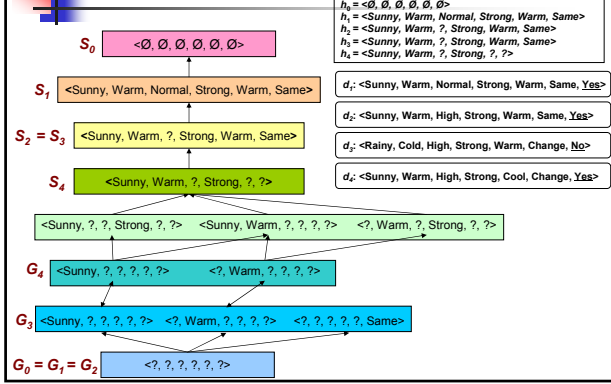 h₀ = <Ø, Ø, Ø, Ø, Ø, Ø>
h₁ = <Sunny, Warm, Normal, Strong, Warm, Same>
h₂ = <Sunny, Warm, ?, Strong, Warm, Same>
h₃ = <Sunny, Warm, ?, Strong, Warm, Same>
h₄ = <Sunny, Warm, ?, Strong, ?, ?>
S₀ <Ø, Ø, Ø, Ø, Ø, Ø>
S₁ <Sunny, Warm, Normal, Strong, Warm, Same>
d₁: <Sunny, Warm, Normal, Strong, Warm, Same, Yes>
d₂: <Sunny, Warm, High, Strong, Warm, Same, Yes>
S₂ = S₃ <Sunny, Warm, ?, Strong, Warm, Same>
d₃: <Rainy, Cold, High, Strong, Warm, Change, No>
S₄ <Sunny, Warm, ?, Strong, ?, ?>
d₄: <Sunny, Warm, High, Strong, Cool, Change, Yes>
<Sunny, ?, ?, Strong, ?, ?> <Sunny, Warm, ?, ?, ?, ?> <?, Warm, ?, Strong, ?, ?>
G₄ <Sunny, ?, ?, ?, ?, ?> <?, Warm, ?, ?, ?, ?>
G₃ <Sunny, ?, ?, ?, ?, ?> <?, Warm, ?, ?, ?, ?> <?, ?, ?, ?, ?, Same>
G₀ = G₁ = G₂ <?, ?, ?, ?, ?, ?>